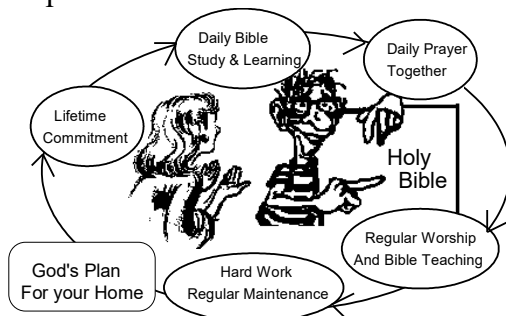 Daily Bible
Study & Learning
Daily Prayer
Together
Lifetime
Commitment
Holy
Bible
Regular Worship
And Bible Teaching
God's Plan
For your Home
Hard Work
Regular Maintenance